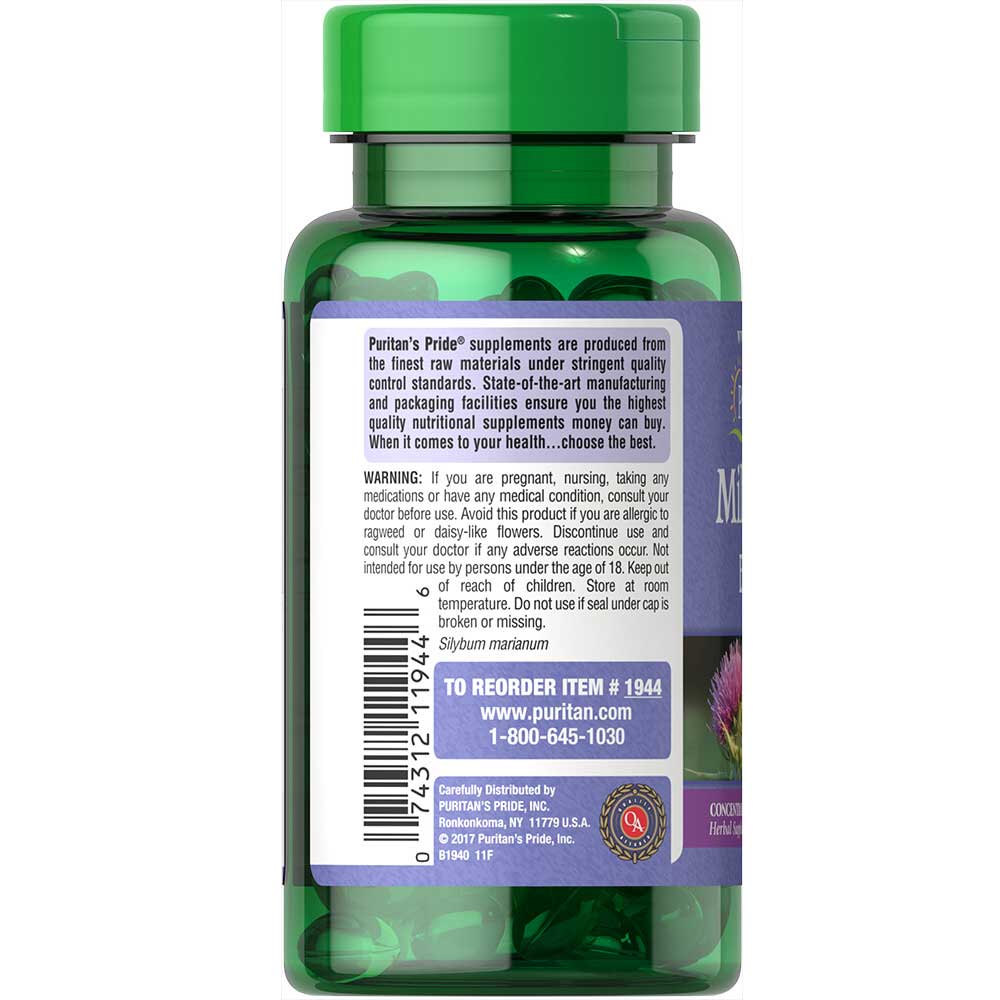 Puritan's Pride® supplements are produced from
the finest raw materials under stringent quality
control standards. State-of-the-art manufacturing
and packaging facilities ensure you the highest
quality nutritional supplements money can buy.
When it comes to your health...choose the best.
WARNING: If you are pregnant, nursing, taking any
medications or have any medical condition, consult your
doctor before use. Avoid this product if you are allergic to
ragweed or daisy-like flowers. Discontinue use and
consult your doctor if any adverse reactions occur. Not
intended for use by persons under the age of 18. Keep out
of reach of children. Store at room
temperature. Do not use if seal under cap is
broken or missing.
Silybum marianum
0 74312 11944 6
TO REORDER ITEM # 1944
www.puritan.com
1-800-645-1030
Carefully Distributed by
PURITAN'S PRIDE, INC.
Ronkonkoma, NY 11779 U.S.A.
© 2017 Puritan's Pride, Inc.
B1940 11F
QUALITY
QA
ASSURED